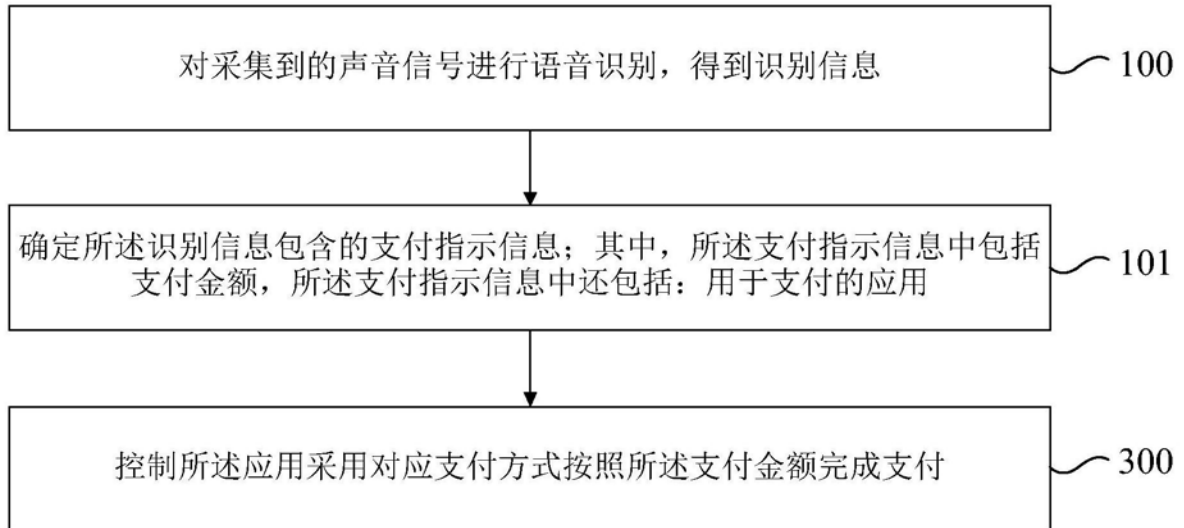 对采集到的声音信号进行语音识别，得到识别信息
100
确定所述识别信息包含的支付指示信息；其中，所述支付指示信息中包括
支付金额，所述支付指示信息中还包括：用于支付的应用
101
控制所述应用采用对应支付方式按照所述支付金额完成支付
300